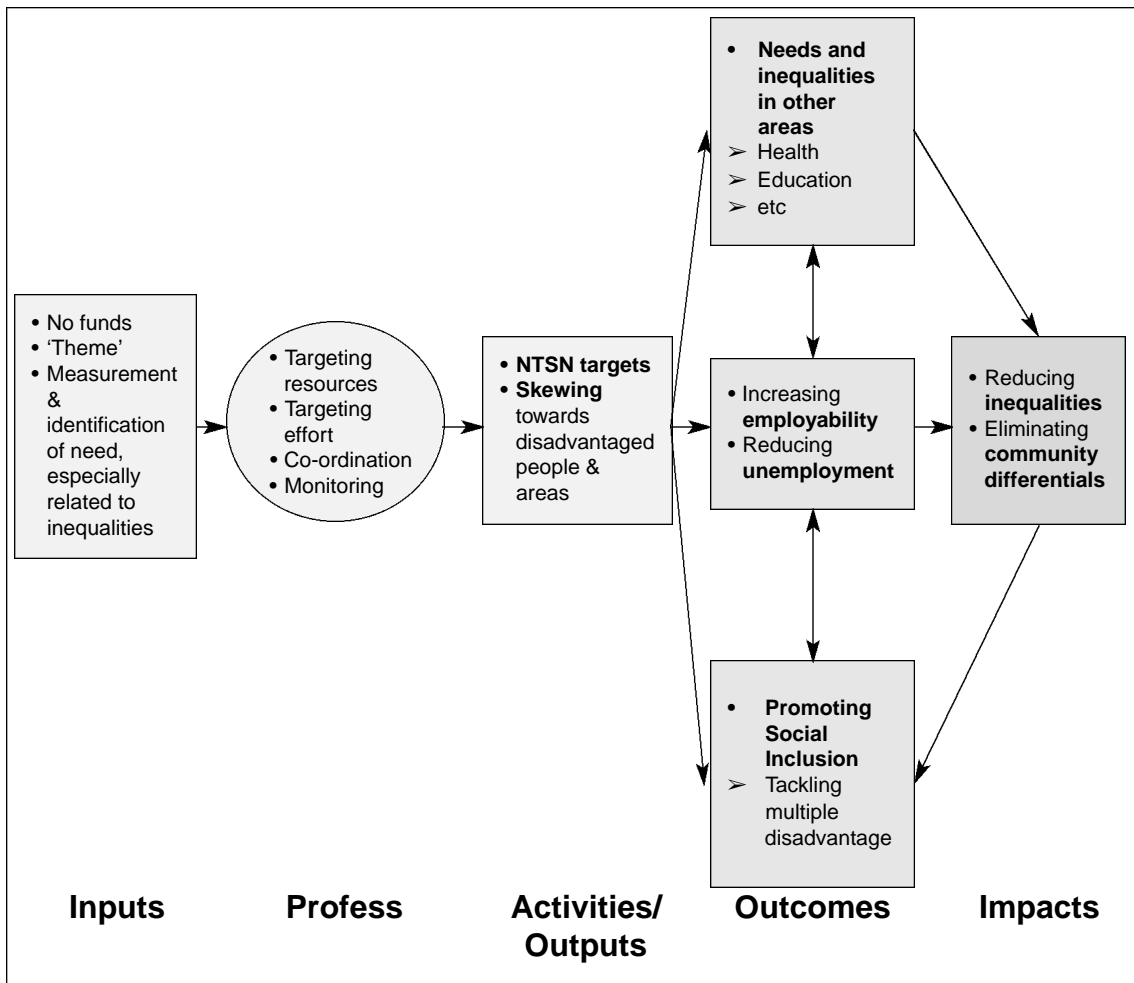 • No funds
• ‘Theme’
• Measurement
&
identification
of need,
especially
related to
inequalities
• Targeting
resources
• Targeting
effort
• Co-ordination
• Monitoring
• NTSN targets
• Skewing
towards
disadvantaged
people &
areas
• Needs and
inequalities
in other
areas
➢ Health
➢ Education
➢ etc
• Increasing
employability
• Reducing
unemployment
• Promoting
Social
Inclusion
➢ Tackling
multiple
disadvantage
• Reducing
inequalities
• Eliminating
community
differentials
Inputs
Profess
Activities/
Outputs
Outcomes
Impacts